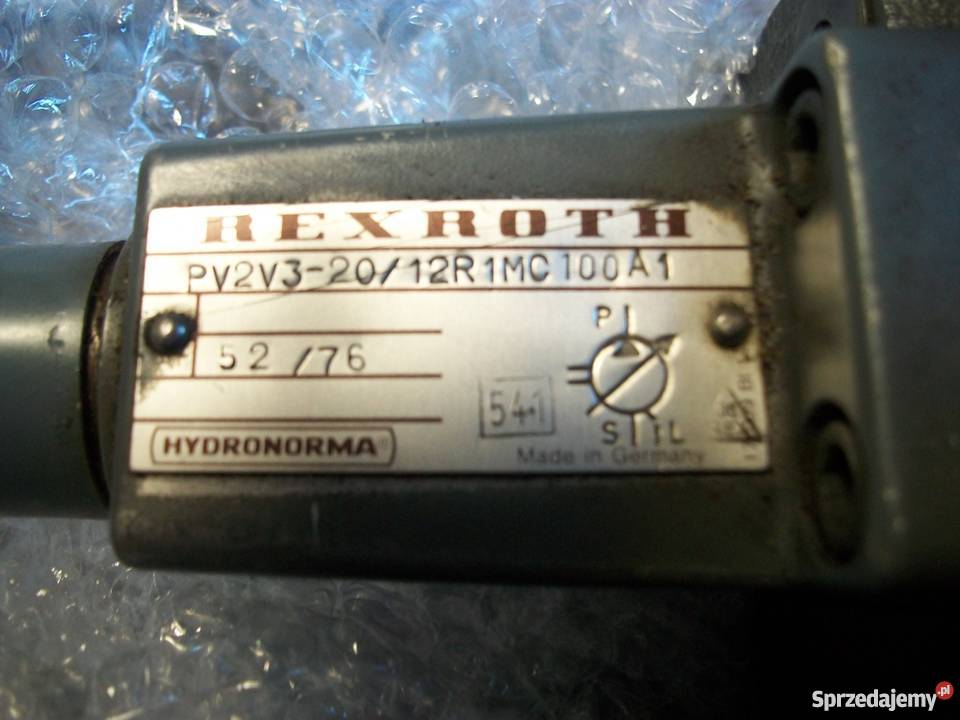 REXROTH
PV2V3-20/12R1MC100A1
52/76
P
541
S L
HYDRONORMA®
Made in Germany
Sprzedajemy.pl